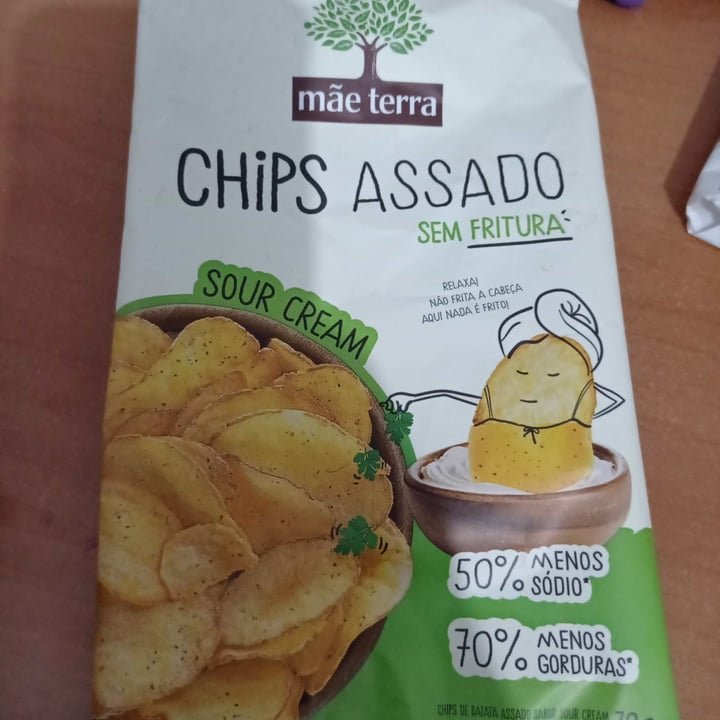 mãe terra
CHiPS ASSADO
SEM FRITURA
SOUR CREAM
RELAXA!
NÃO FRITA A CABEÇA
AQUI NADA É FRITO!
50% MENOS
SÓDIO*
70% MENOS
GORDURAS*
CHIPS DE BATATA ASSADO SABOR SOUR CREAM